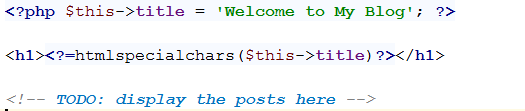 <?php $this->title = 'Welcome to My Blog'; ?>
<h1><?=htmlspecialchars($this->title)?></h1>
<!-- TODO: display the posts here -->